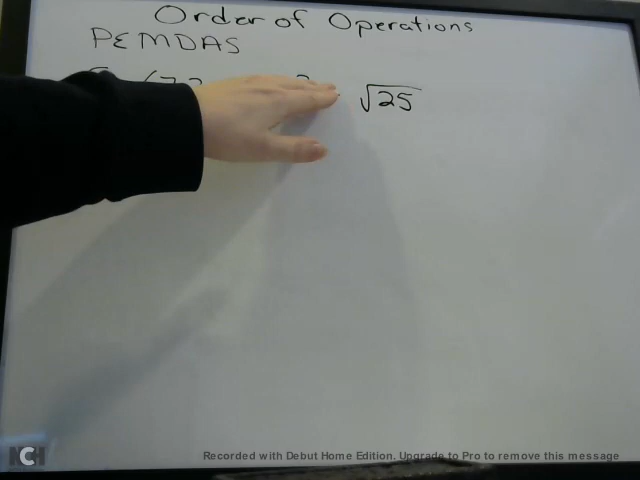 Order of Operations
PEMDAS
√25
Recorded with Debut Home Edition. Upgrade to Pro to remove this message